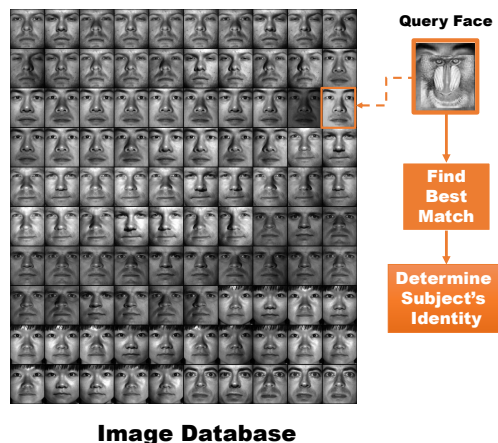 Query Face
Find
Best
Match
Determine
Subject's
Identity
Image Database